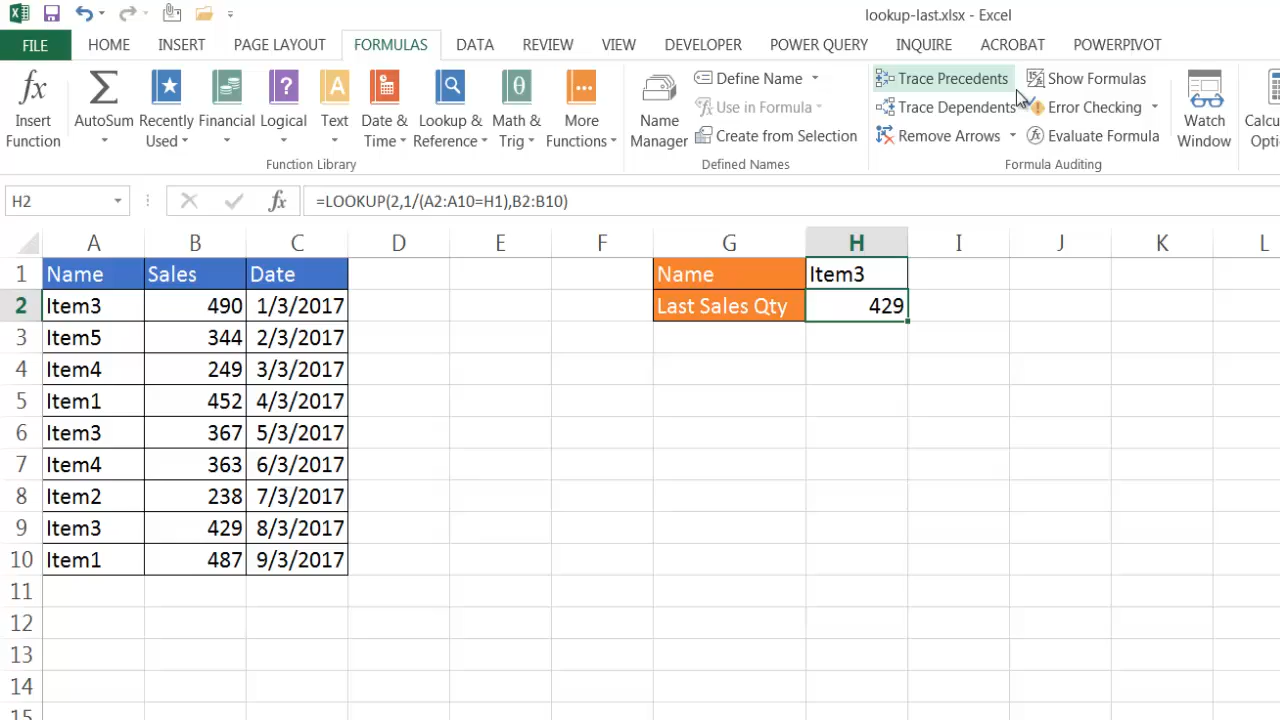 lookup-last.xlsx - Excel
FILE HOME INSERT PAGE LAYOUT FORMULAS DATA REVIEW VIEW DEVELOPER POWER QUERY INQUIRE ACROBAT POWERPIVOT
fx Insert Function
Σ AutoSum
Recently Used
Financial
? Logical
A Text
Date & Time
Lookup & Reference
θ Math & Trig
More Functions
Function Library
Name Manager
Define Name
Use in Formula
Create from Selection
Defined Names
Trace Precedents
Trace Dependents
Remove Arrows
Show Formulas
Error Checking
fx Evaluate Formula
Formula Auditing
Watch Window
H2 fx =LOOKUP(2,1/(A2:A10=H1),B2:B10)
A B C D E F G H I J K L
1 Name Sales Date Name Item3
2 Item3 490 1/3/2017 Last Sales Qty 429
3 Item5 344 2/3/2017
4 Item4 249 3/3/2017
5 Item1 452 4/3/2017
6 Item3 367 5/3/2017
7 Item4 363 6/3/2017
8 Item2 238 7/3/2017
9 Item3 429 8/3/2017
10 Item1 487 9/3/2017
11
12
13
14
15